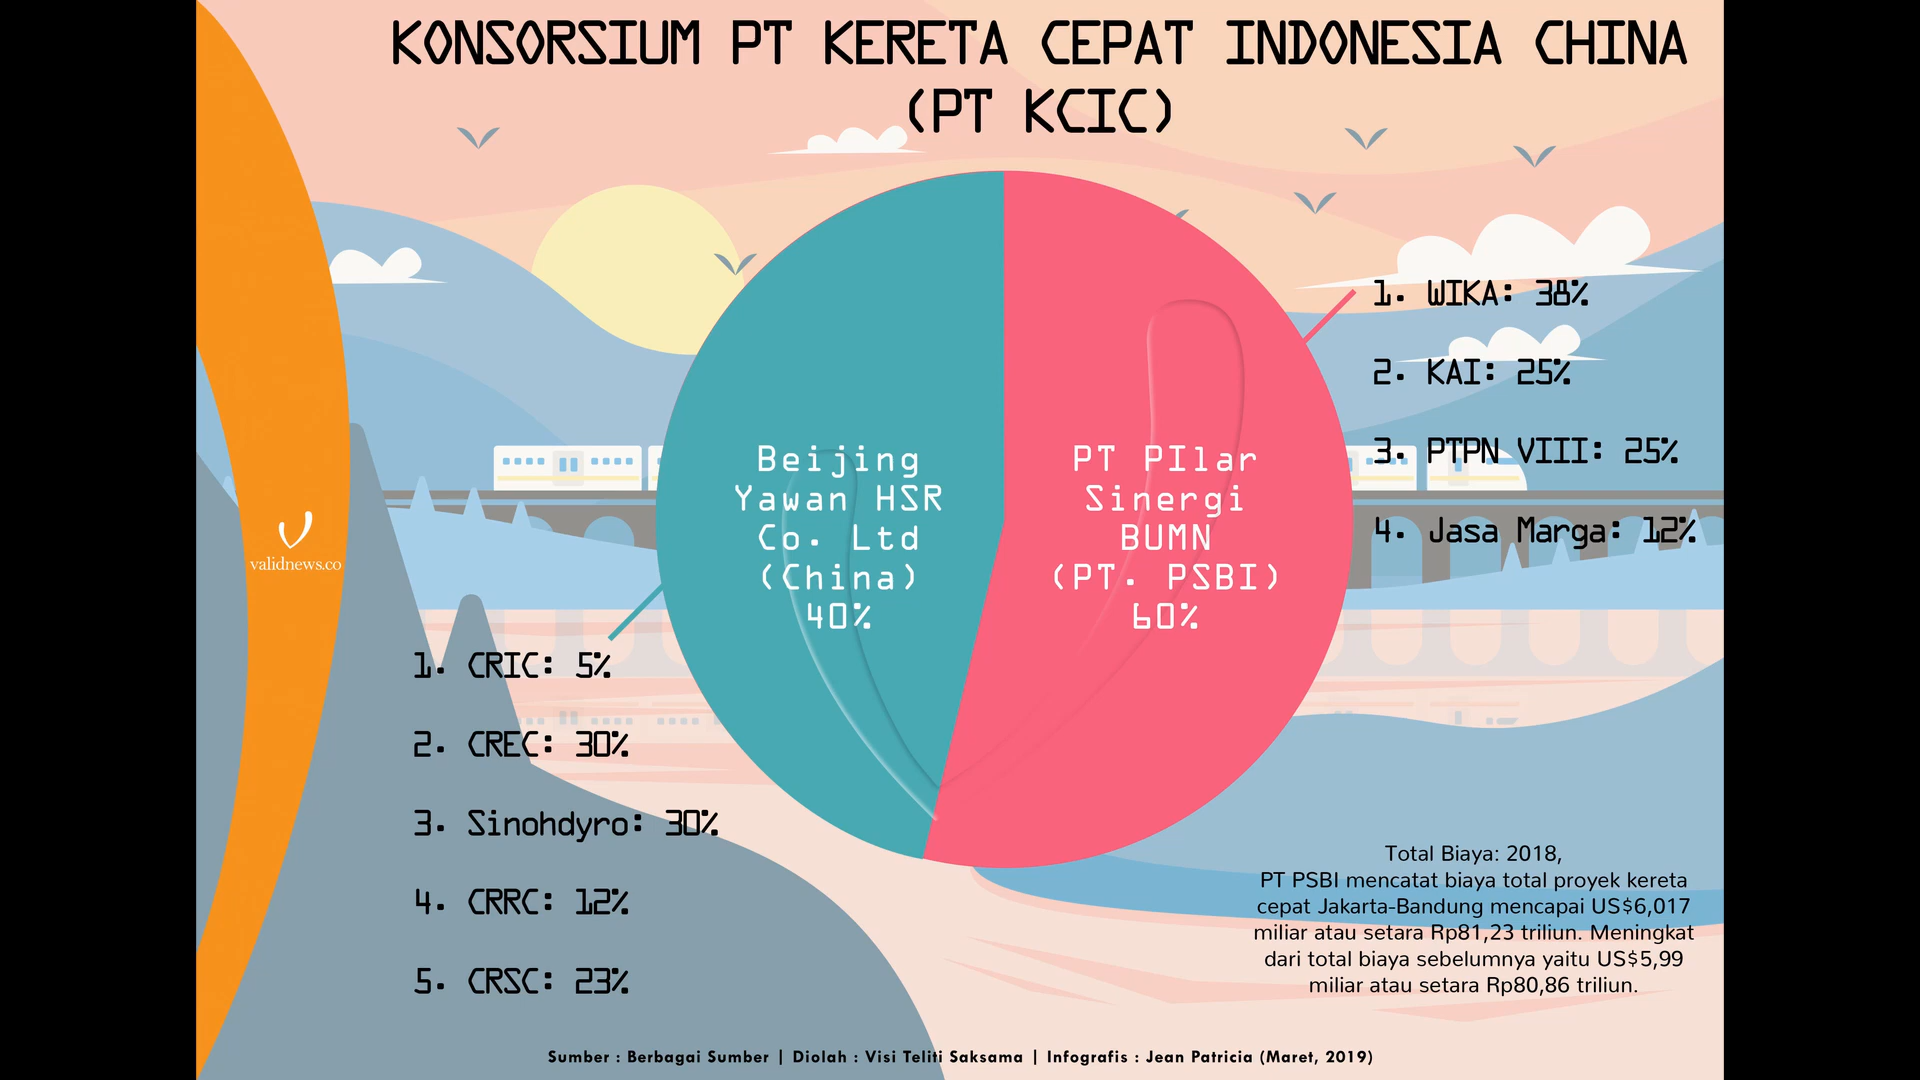 KONSORSIUM PT KERETA CEPAT INDONESIA CHINA
(PT KCIC)
Beijing
Yawan HSR
Co. Ltd
(China)
40%
PT PIlar
Sinergi
BUMN
(PT. PSBI)
60%
1. WIKA: 38%
2. KAI: 25%
3. PTPN VIII: 25%
4. Jasa Marga: 12%
validnews.co
1. CRIC: 5%
2. CREC: 30%
3. Sinohdyro: 30%
4. CRRC: 12%
5. CRSC: 23%
Total Biaya: 2018,
PT PSBI mencatat biaya total proyek kereta
cepat Jakarta-Bandung mencapai US$6,017
miliar atau setara Rp81,23 triliun. Meningkat
dari total biaya sebelumnya yaitu US$5,99
miliar atau setara Rp80,86 triliun.
Sumber : Berbagai Sumber | Diolah : Visi Teliti Saksama | Infografis : Jean Patricia (Maret, 2019)